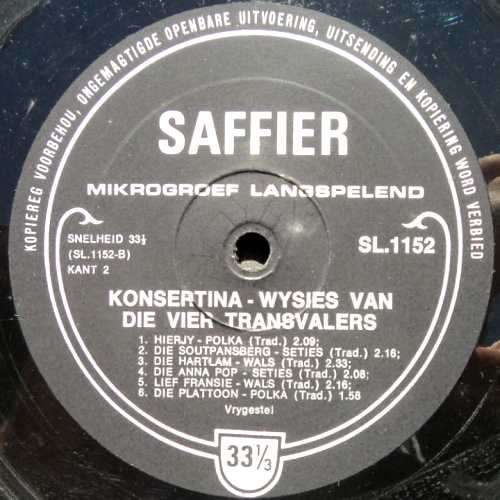 KOPIEREG VOORBEHOU, ONGEMAGTIGDE OPENBARE UITVOERING, UITSENDING EN KOPIERING WORD VERBIED
SAFFIER
MIKROGROEF LANGSPELEND
SNELHEID 33⅓
(SL.1152-B)
KANT 2
SL.1152
KONSERTINA - WYSIES VAN
DIE VIER TRANSVALERS
1. HIERJY - POLKA (Trad.) 2.09;
2. DIE SOUTPANSBERG - SETIES (Trad.) 2.16;
3. DIE HARTLAM - WALS (Trad.) 2.33;
4. DIE ANNA POP - SETIES (Trad.) 2.08;
5. LIEF FRANSIE - WALS (Trad.) 2.16;
6. DIE PLATTOON - POLKA (Trad.) 1.58
Vrygestel
33⅓